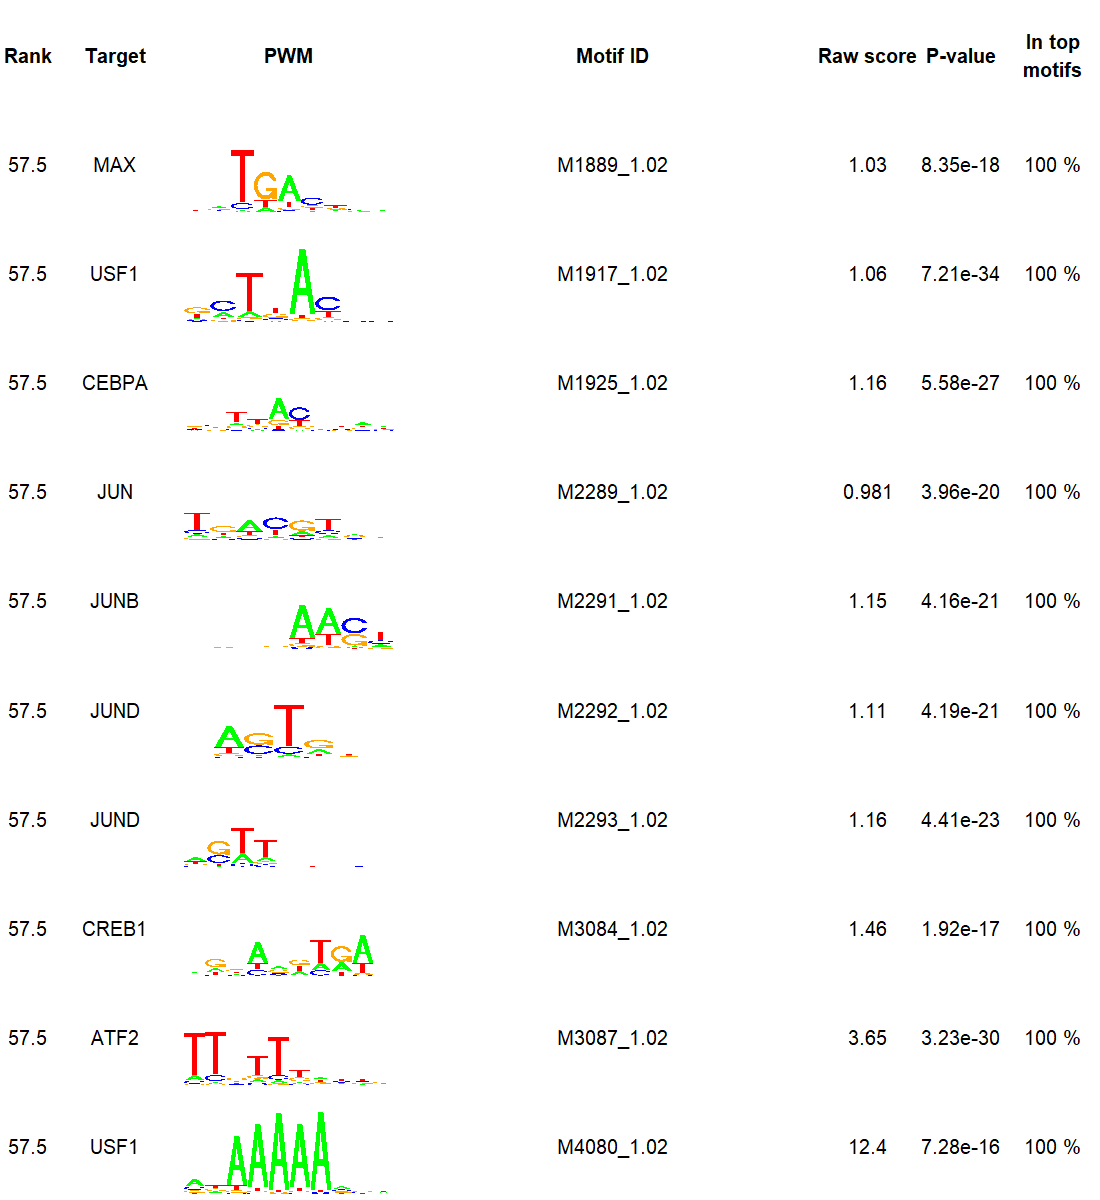 Rank Target PWM Motif ID Raw score P-value In top motifs
57.5 MAX M1889_1.02 1.03 8.35e-18 100 %
57.5 USF1 M1917_1.02 1.06 7.21e-34 100 %
57.5 CEBPA M1925_1.02 1.16 5.58e-27 100 %
57.5 JUN M2289_1.02 0.981 3.96e-20 100 %
57.5 JUNB M2291_1.02 1.15 4.16e-21 100 %
57.5 JUND M2292_1.02 1.11 4.19e-21 100 %
57.5 JUND M2293_1.02 1.16 4.41e-23 100 %
57.5 CREB1 M3084_1.02 1.46 1.92e-17 100 %
57.5 ATF2 M3087_1.02 3.65 3.23e-30 100 %
57.5 USF1 M4080_1.02 12.4 7.28e-16 100 %